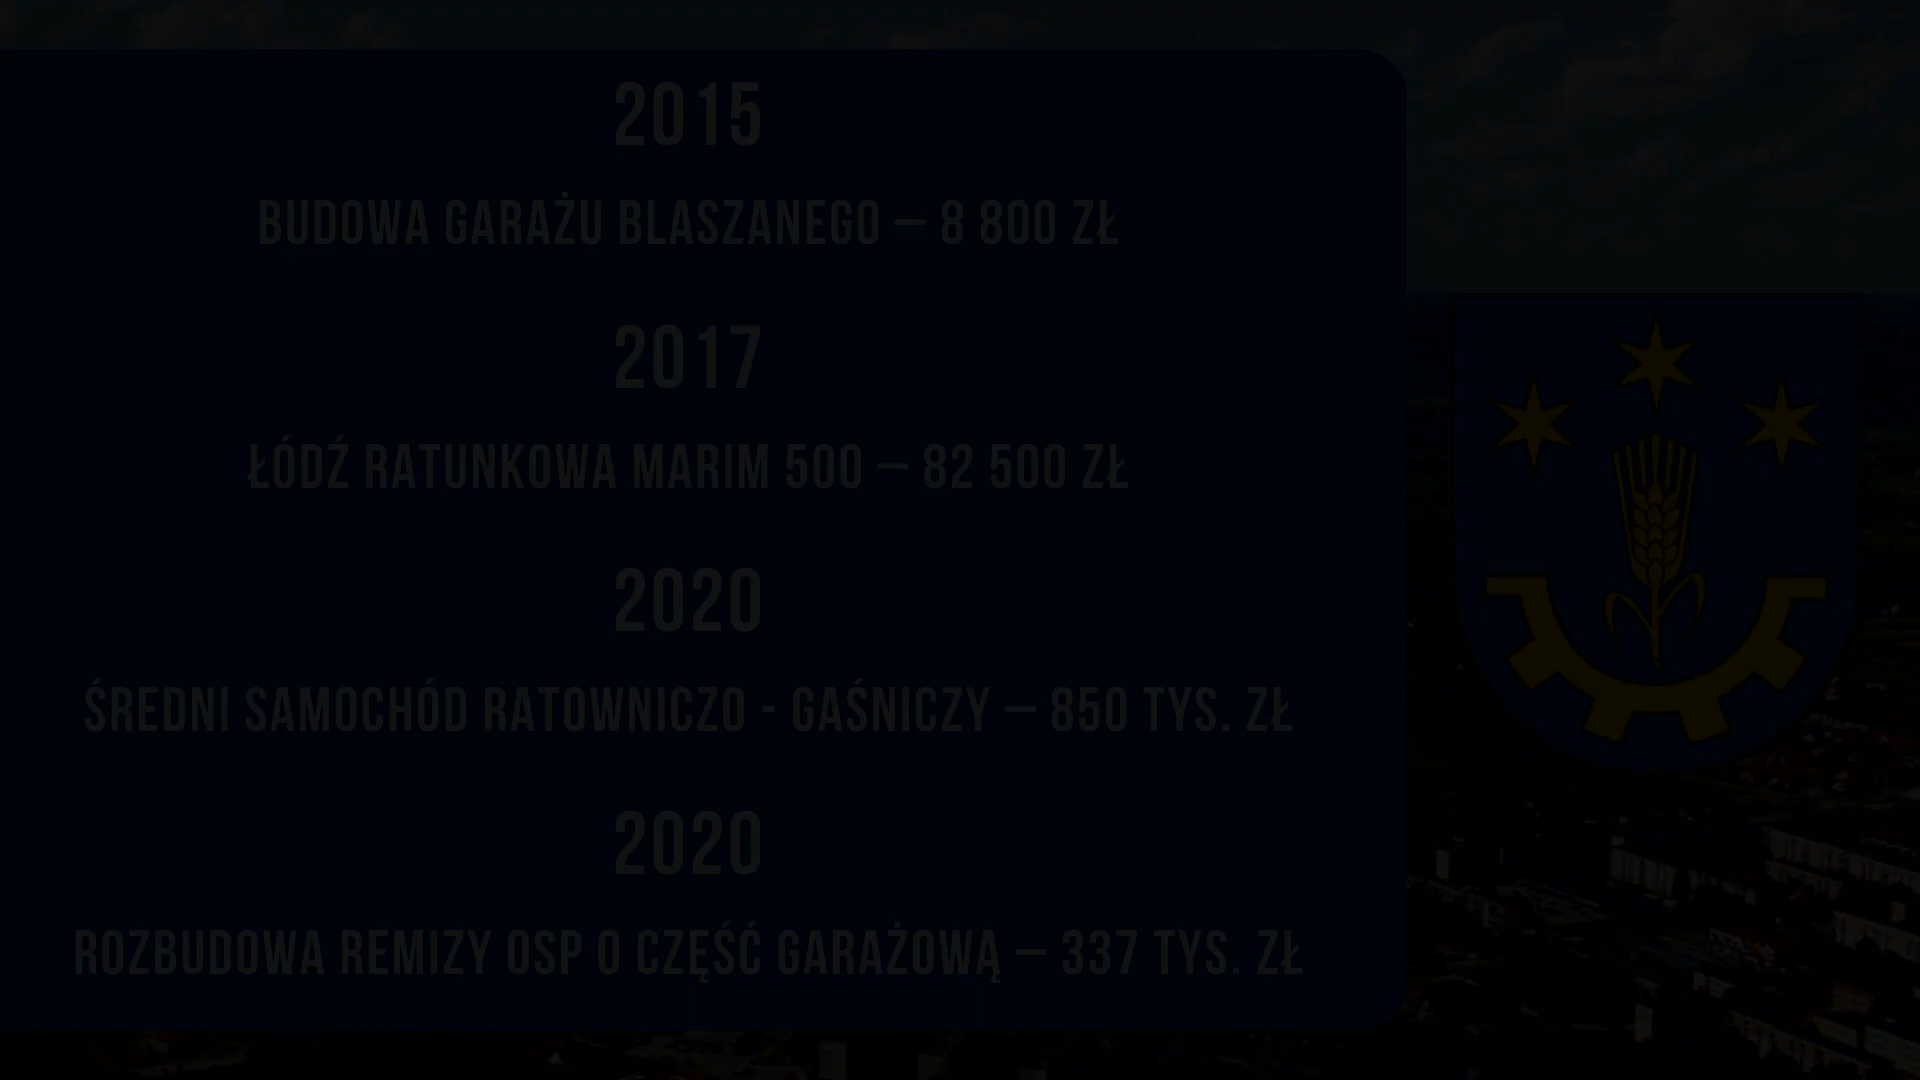 2015
BUDOWA GARAŻU BLASZANEGO – 8 800 ZŁ
2017
ŁÓDŹ RATUNKOWA MARIM 500 – 82 500 ZŁ
2020
ŚREDNI SAMOCHÓD RATOWNICZO - GAŚNICZY – 850 TYS. ZŁ
2020
ROZBUDOWA REMIZY OSP O CZĘŚĆ GARAŻOWĄ – 337 TYS. ZŁ